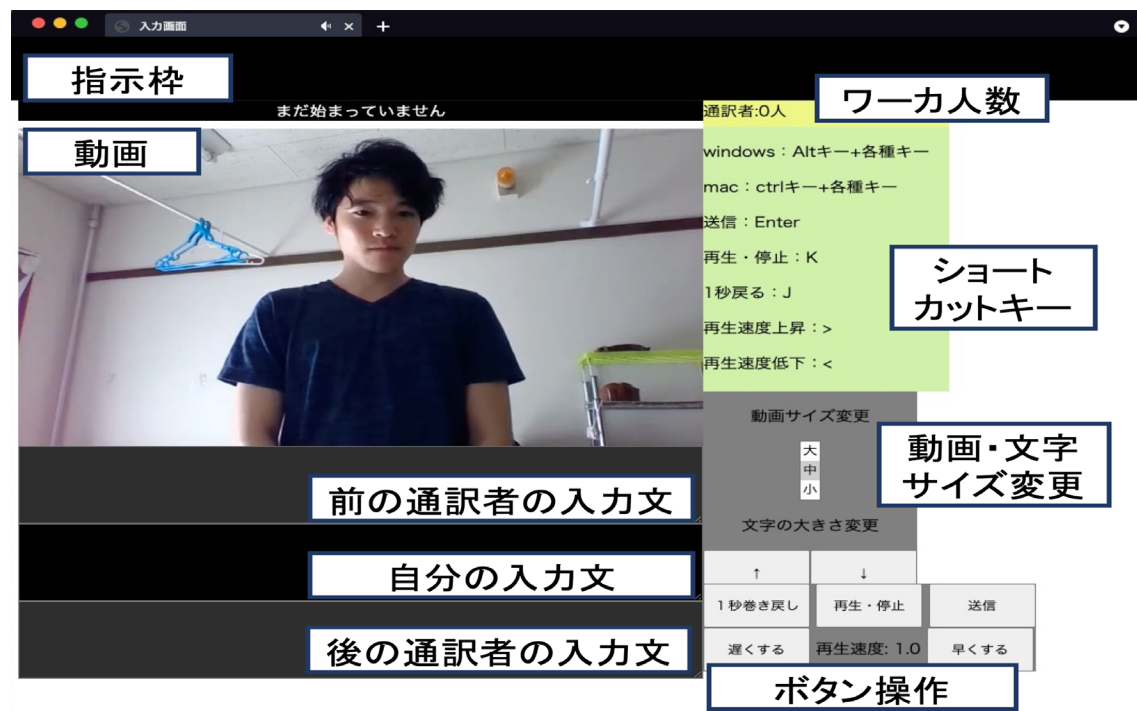 入力画面
指示枠
まだ始まっていません
動画
通訳者:0人
ワーカ人数
windows：Altキー+各種キー
mac：ctrlキー+各種キー
送信：Enter
再生・停止：K
1秒戻る：J
再生速度上昇：>
再生速度低下：<
ショート
カットキー
動画サイズ変更
大
中
小
動画・文字
サイズ変更
文字の大きさ変更
↑ ↓
前の通訳者の入力文
自分の入力文
後の通訳者の入力文
1秒巻き戻し 再生・停止 送信
遅くする 再生速度: 1.0 早くする
ボタン操作